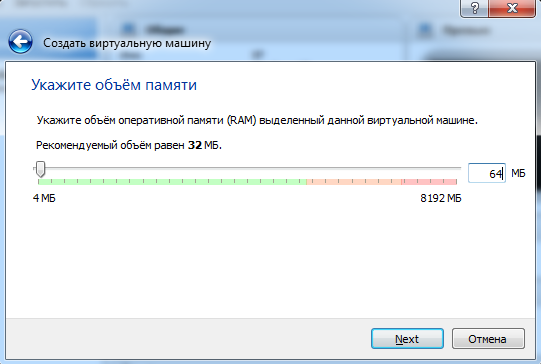 Создать виртуальную машину
Укажите объём памяти
Укажите объём оперативной памяти (RAM) выделенный данной виртуальной машине.
Рекомендуемый объём равен 32 МБ.
64 МБ
4 МБ 8192 МБ
Next Отмена